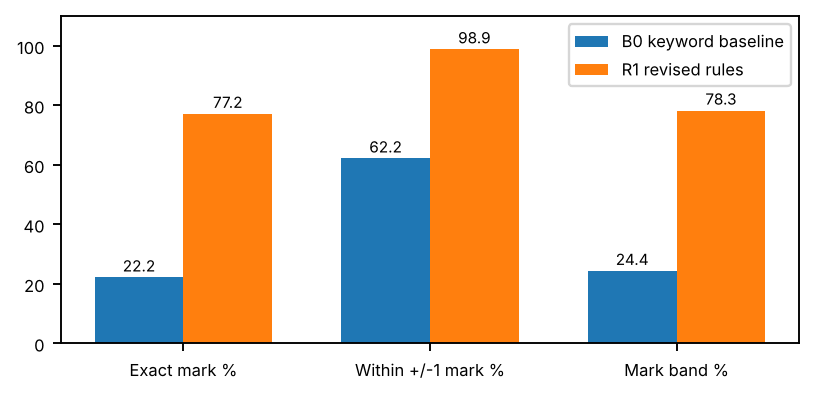 B0 keyword baseline
R1 revised rules
100
80
60
40
20
0
22.2
77.2
62.2
98.9
24.4
78.3
Exact mark %
Within +/-1 mark %
Mark band %